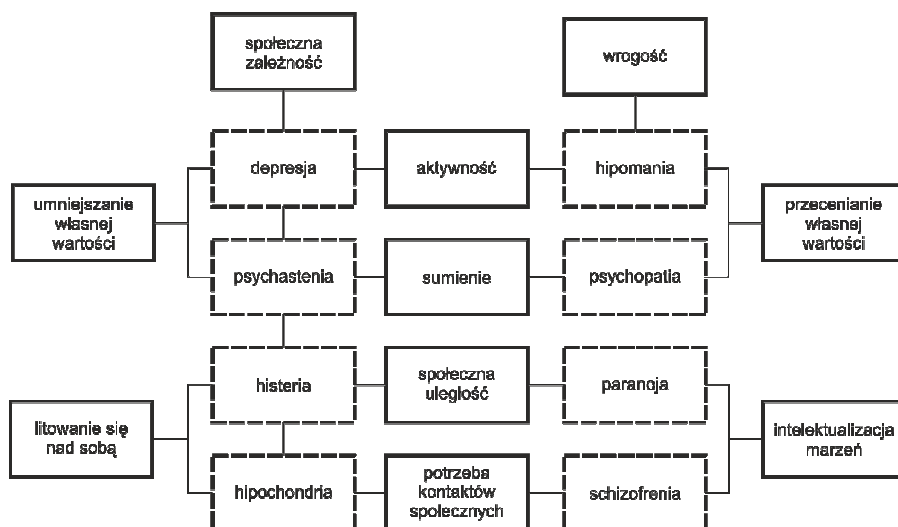 społeczna
zależność
wrogość
depresja
aktywność
hipomania
umniejszanie
własnej
wartości
przecenianie
własnej
wartości
psychastenia
sumienie
psychopatia
histeria
społeczna
uległość
paranoja
litowanie się
nad sobą
intelektualizacja
marzeń
hipochondria
potrzeba
kontaktów
społecznych
schizofrenia